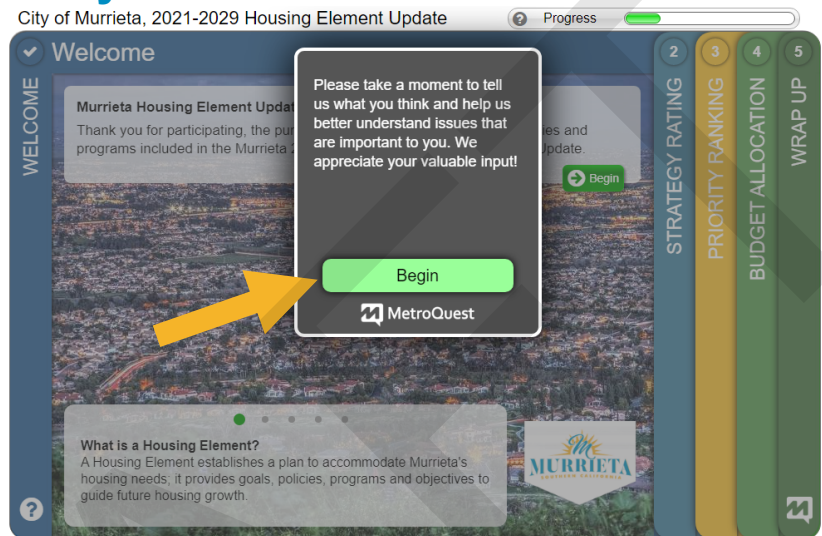 City of Murrieta, 2021-2029 Housing Element Update
? Progress
Welcome
WELCOME
Murrieta Housing Element Updat
Thank you for participating, the pur es and
programs included in the Murrieta 2 Update.
Begin
Please take a moment to tell
us what you think and help us
better understand issues that
are important to you. We
appreciate your valuable input!
Begin
MetroQuest
What is a Housing Element?
A Housing Element establishes a plan to accommodate Murrieta's
housing needs; it provides goals, policies, programs and objectives to
guide future housing growth.
MURRIETA
SOUTHERN CALIFORNIA
?
2
STRATEGY RATING
3
PRIORITY RANKING
4
BUDGET ALLOCATION
5
WRAP UP